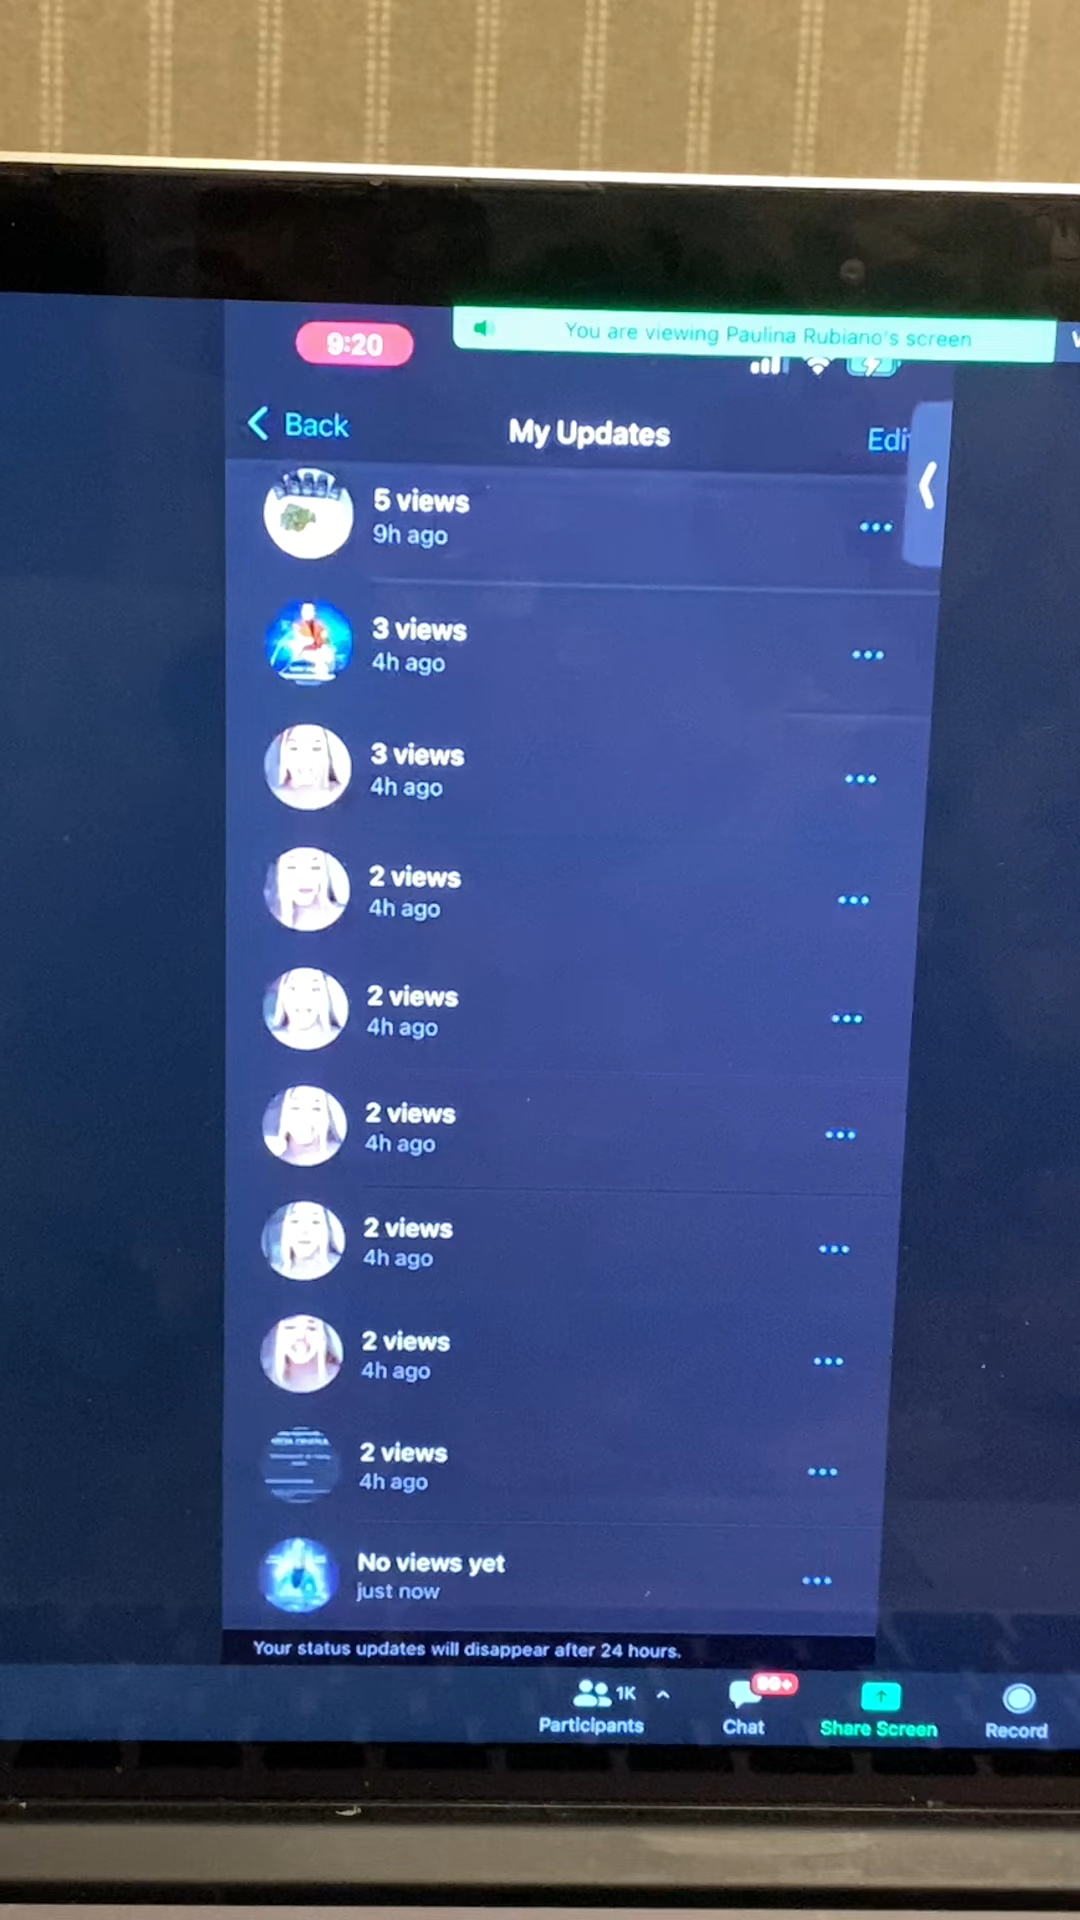 9:20
You are viewing Paulina Rubiano's screen
Back
My Updates
Edi
5 views
9h ago
3 views
4h ago
3 views
4h ago
2 views
4h ago
2 views
4h ago
2 views
4h ago
2 views
4h ago
2 views
4h ago
2 views
4h ago
No views yet
just now
Your status updates will disappear after 24 hours.
1K
Participants
99+
Chat
Share Screen
Record